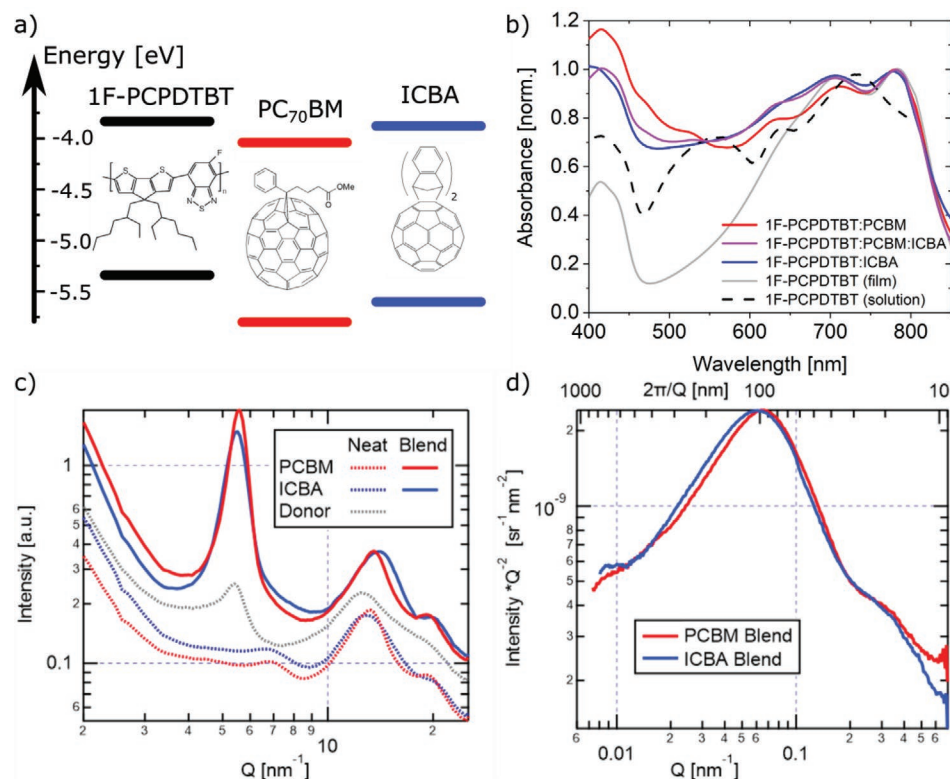 a)
Energy [eV]
1F-PCPDTBT
PC70BM
ICBA
-4.0
-4.5
-5.0
-5.5
S
S
F
n
N
S
N
OMe
O
2
b)
Absorbance [norm.]
1.2
1.0
0.8
0.6
0.4
0.2
0.0
1F-PCPDTBT:PCBM
1F-PCPDTBT:PCBM:ICBA
1F-PCPDTBT:ICBA
1F-PCPDTBT (film)
1F-PCPDTBT (solution)
400 500 600 700 800
Wavelength [nm]
c)
Intensity [a.u.]
Neat Blend
PCBM
ICBA
Donor
1
6
5
4
3
2
0.1
8
6
5
2 3 4 5 6 7 8 9 10 2
Q [nm-1]
d)
1000 2π/Q [nm] 100 10
Intensity *Q-2 [sr-1 nm-2]
2
10-9
8
7
6
5
4
3
2
PCBM Blend
ICBA Blend
6 8 0.01 2 3 4 5 6 0.1 2 3 4 5 6
Q [nm-1]